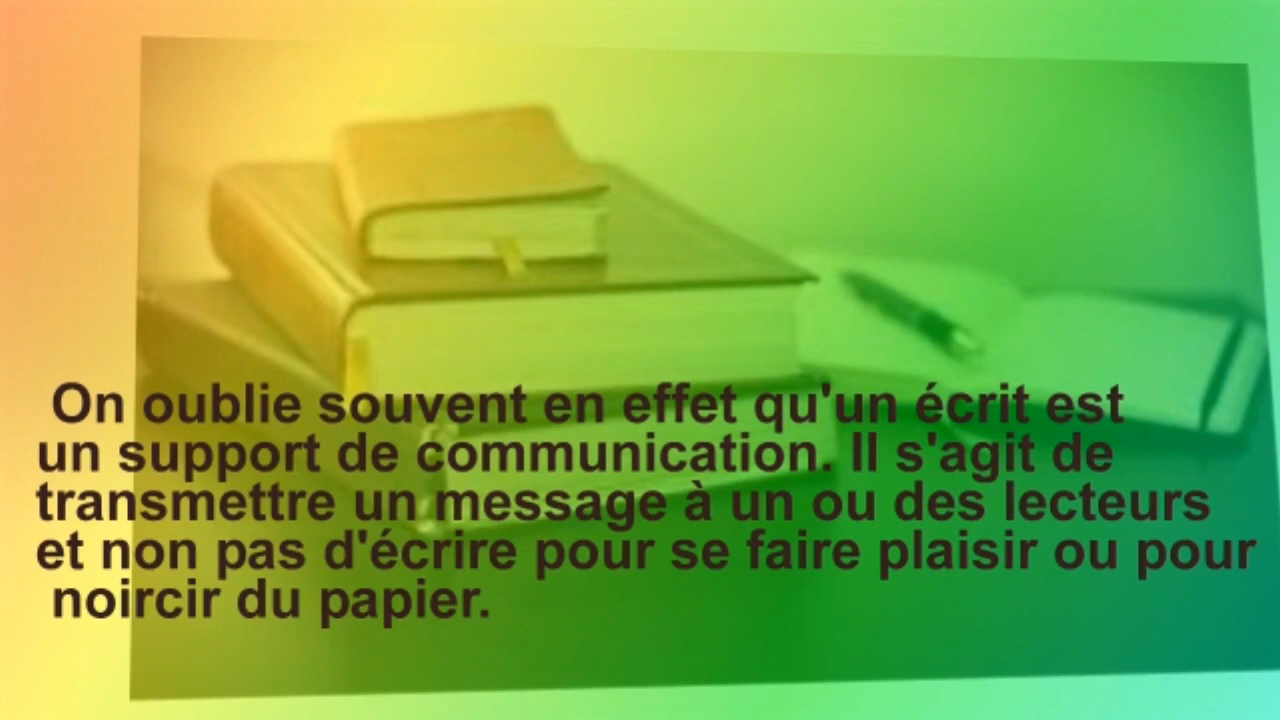 On oublie souvent en effet qu'un écrit est
un support de communication. Il s'agit de
transmettre un message à un ou des lecteurs
et non pas d'écrire pour se faire plaisir ou pour
noircir du papier.